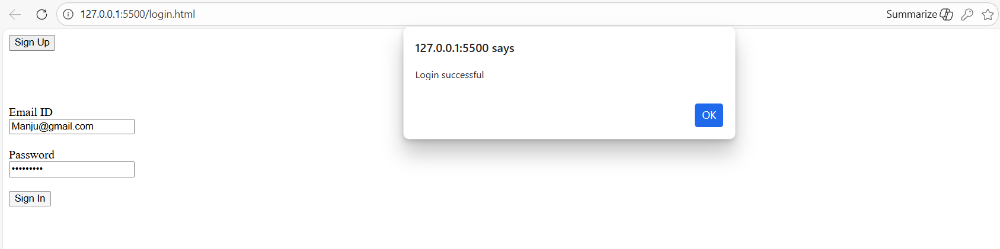 127.0.0.1:5500/login.html
Summarize
Sign Up
127.0.0.1:5500 says
Login successful
OK
Email ID
Manju@gmail.com
Password
•••••••••
Sign In